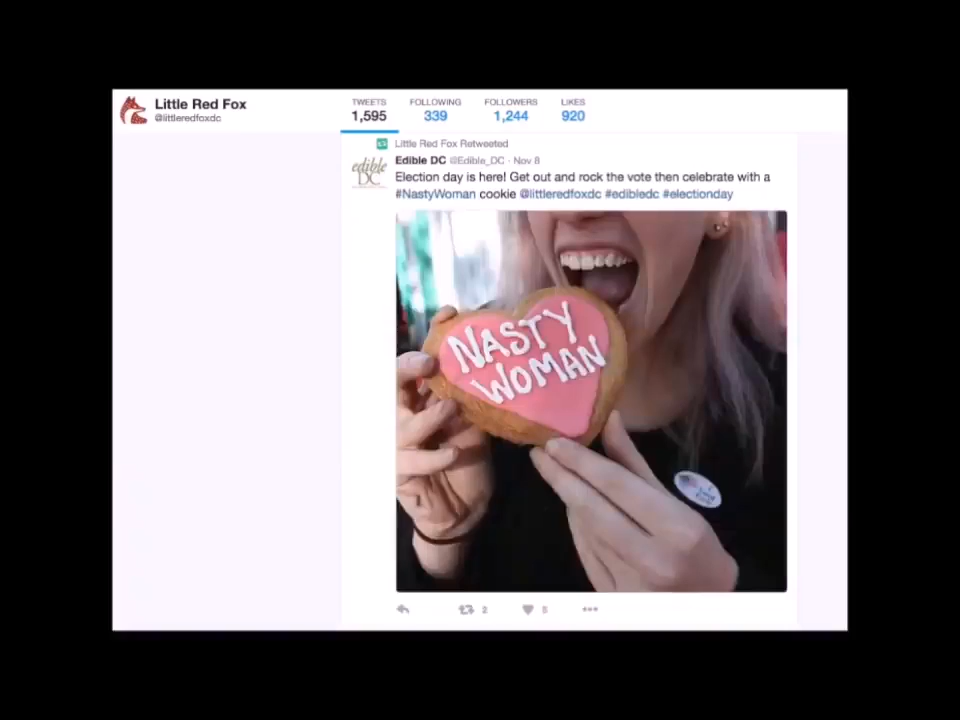 Little Red Fox
@littleredfoxdc
TWEETS FOLLOWING FOLLOWERS LIKES
1,595 339 1,244 920
Little Red Fox Retweeted
Edible DC @Edible_DC · Nov 8
Election day is here! Get out and rock the vote then celebrate with a
#NastyWoman cookie @littleredfoxdc #edibledc #electionday
edible
DC
NASTY
WOMAN
2 5